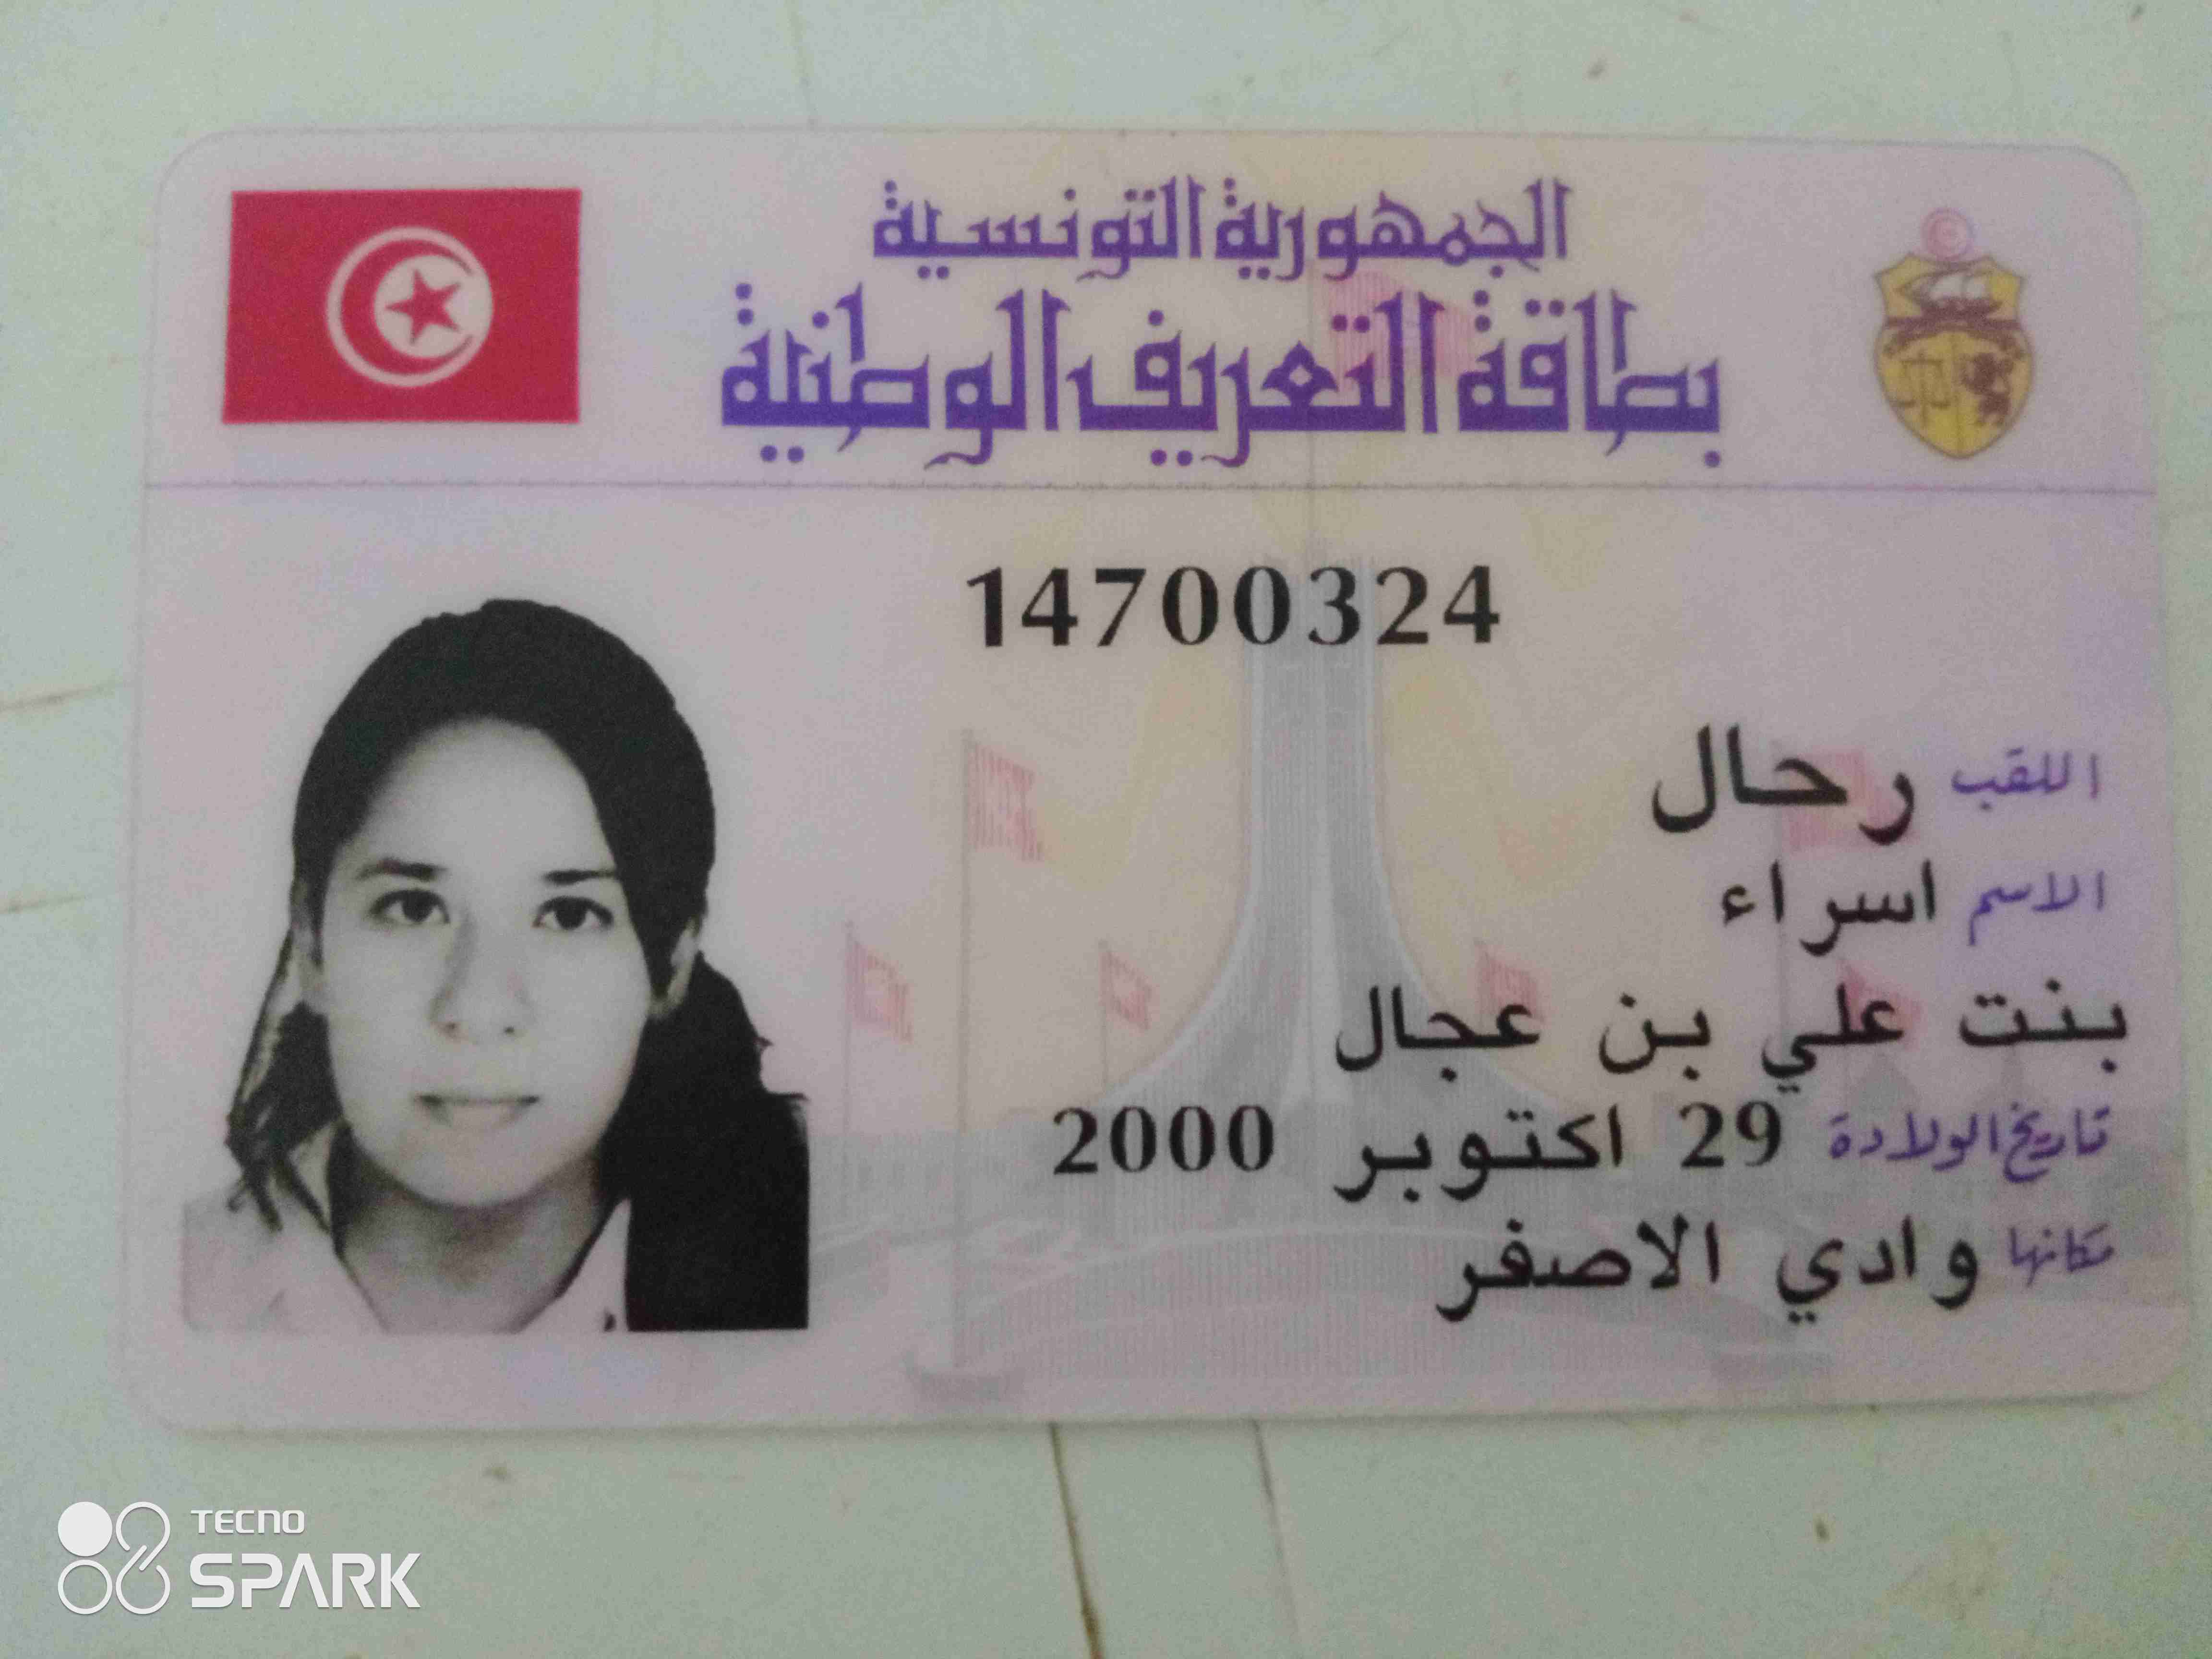 الجمهورية التونسية
بطاقة التعريف الوطنية
14700324
اللقب رحال
الاسم اسراء
بنت علي بن عجال
تاريخ الولادة 29 اكتوبر 2000
مكانها وادي الاصفر
TECNO
SPARK